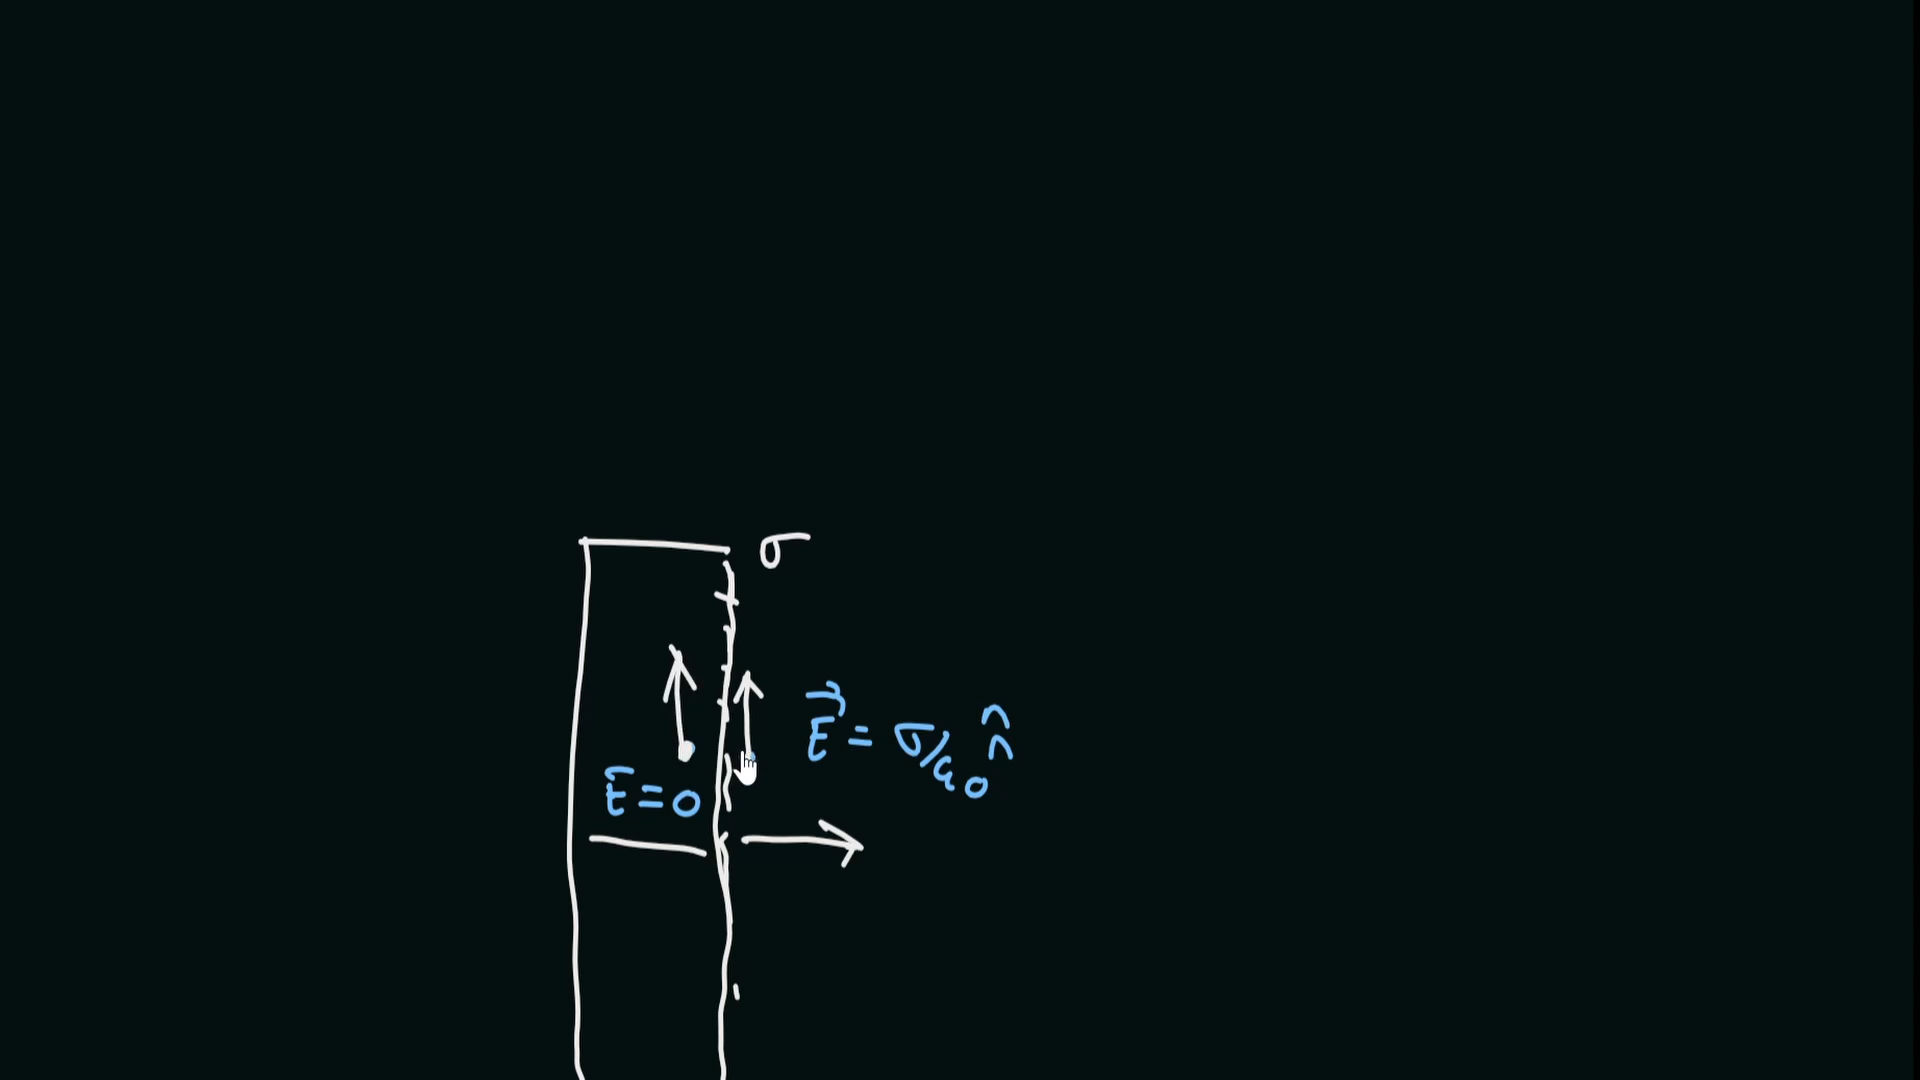 σ
E⃗ = σ/ϵ₀ n̂
E⃗ = 0